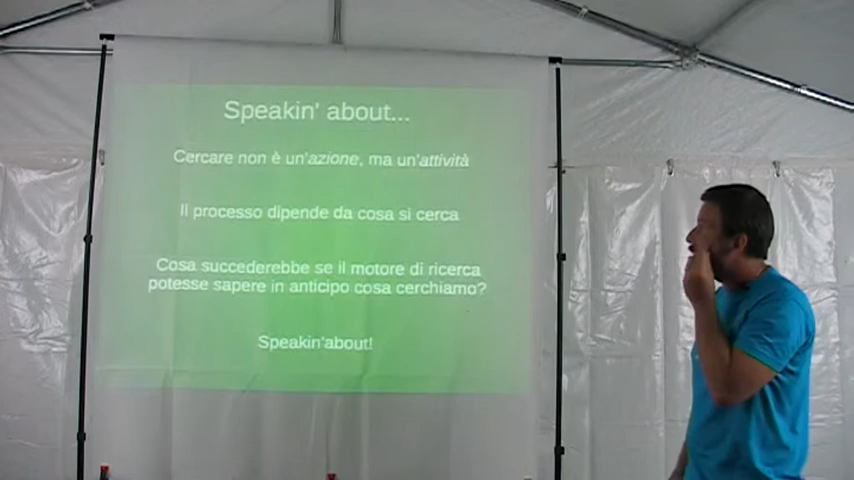 Speakin' about...
Cercare non è un'azione, ma un'attività
Il processo dipende da cosa si cerca
Cosa succederebbe se il motore di ricerca
potesse sapere in anticipo cosa cerchiamo?
Speakin'about!